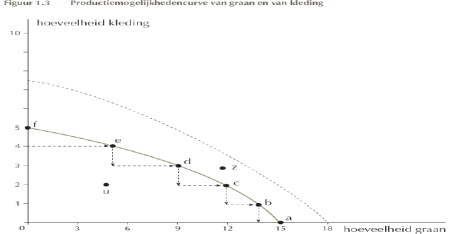 Figuur 1.3 Productiemogelijkhedencurve van graan en van kleding
hoeveelheid kleding
10
5
f
4
e
3
d
z
2
u
c
1
b
a
0
3
6
9
12
15
18
hoeveelheid graan